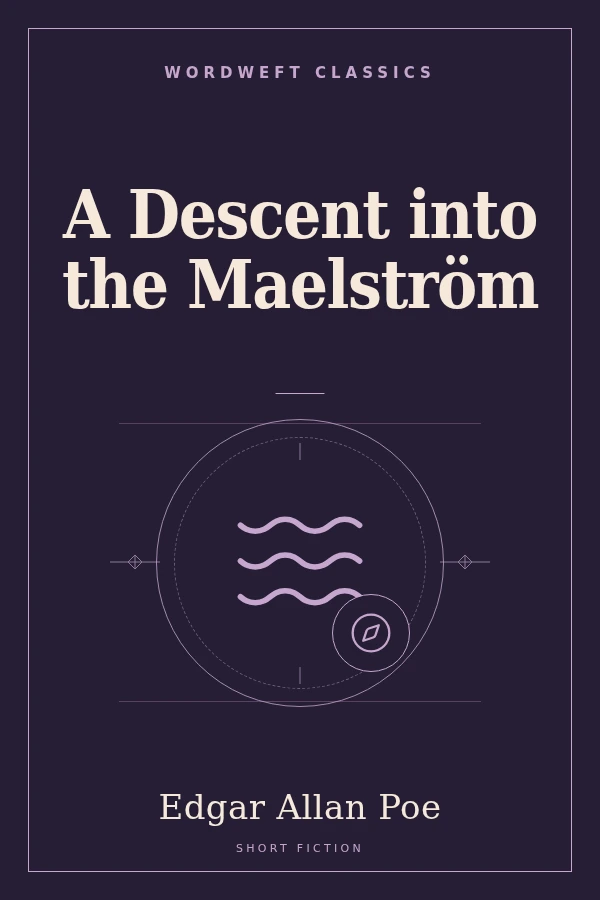 WORDWEFT CLASSICS
A Descent into
the Maelström
Edgar Allan Poe
SHORT FICTION